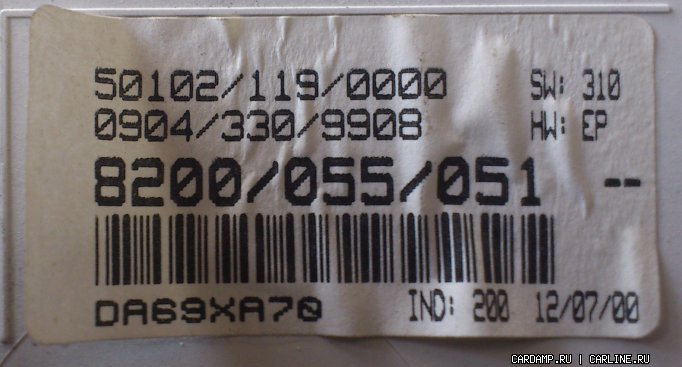 50102/119/0000 SW: 310
0904/330/9908 HW: EP
8200/055/051 --
DA69XA70 IND: 200 12/07/00
CARDAMP.RU | CARLINE.RU